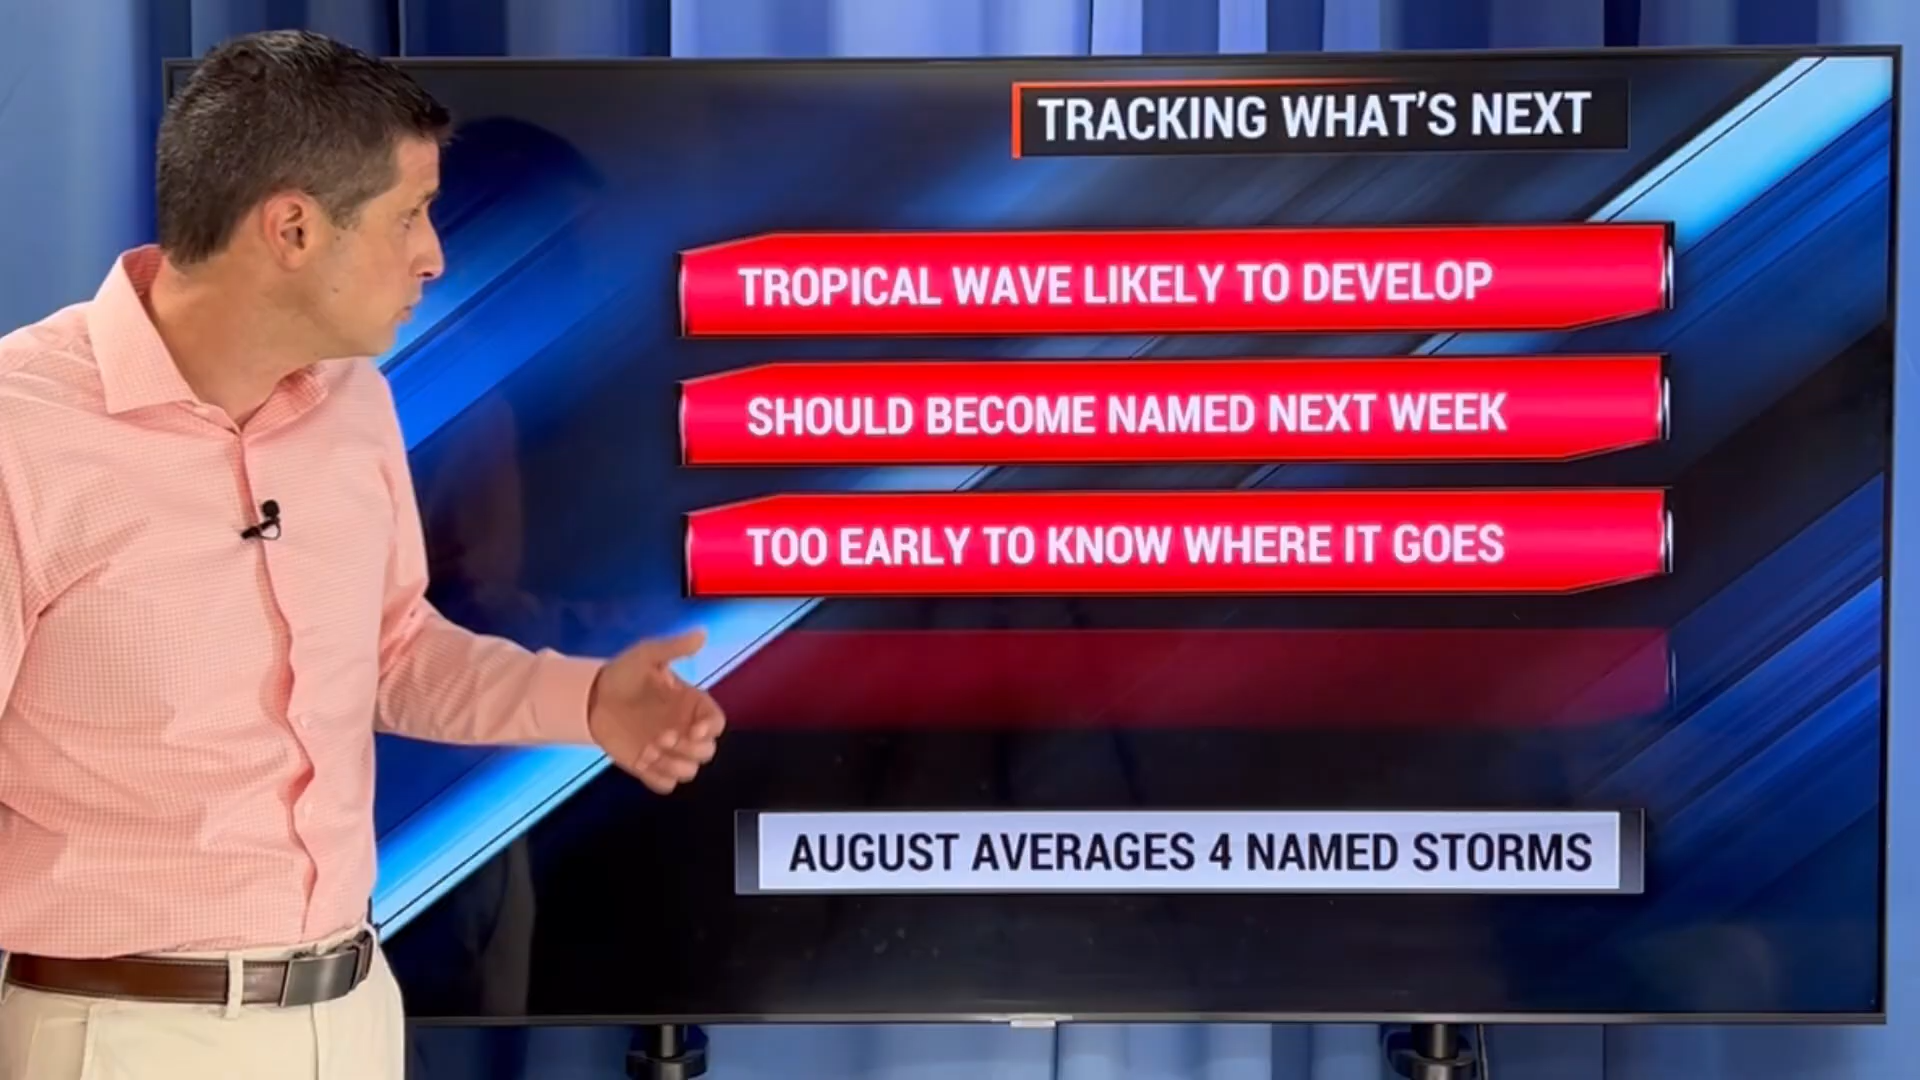 TRACKING WHAT'S NEXT
TROPICAL WAVE LIKELY TO DEVELOP
SHOULD BECOME NAMED NEXT WEEK
TOO EARLY TO KNOW WHERE IT GOES
AUGUST AVERAGES 4 NAMED STORMS